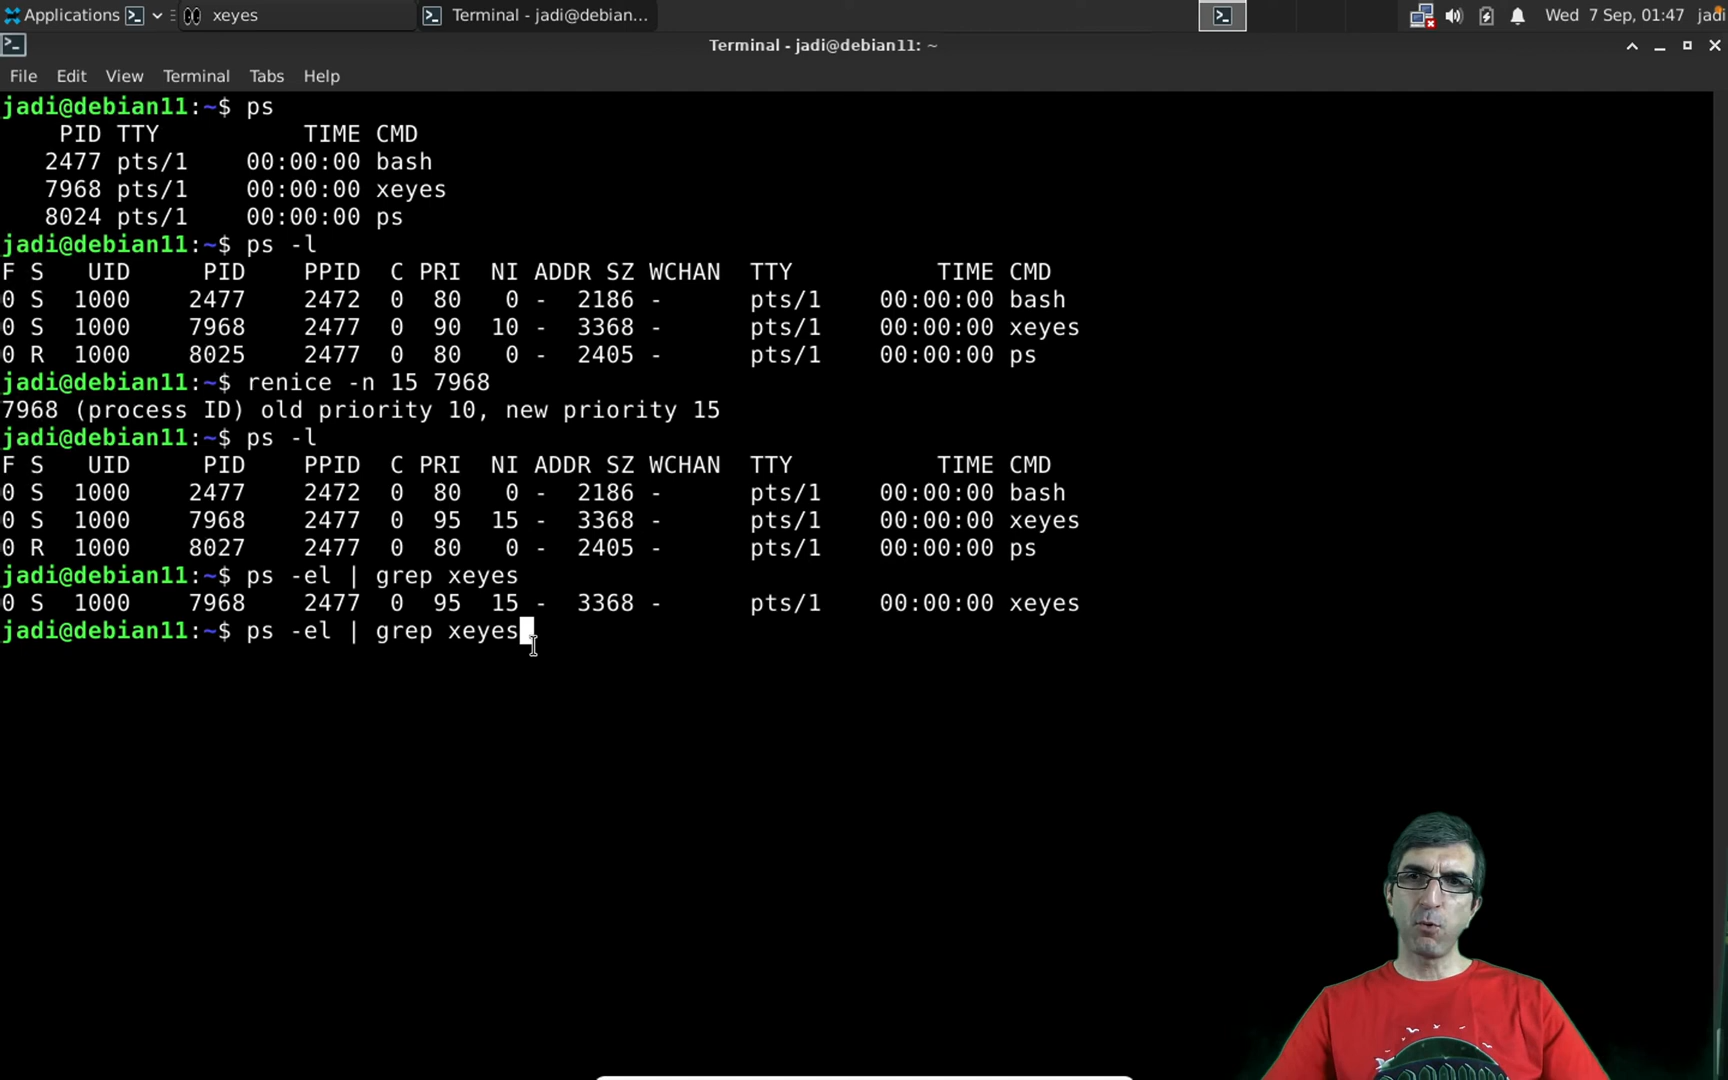 Applications xeyes Terminal - jadi@debian... Wed 7 Sep, 01:47 jadi
Terminal - jadi@debian11: ~
File Edit View Terminal Tabs Help
jadi@debian11:~$ ps
PID TTY TIME CMD
2477 pts/1 00:00:00 bash
7968 pts/1 00:00:00 xeyes
8024 pts/1 00:00:00 ps
jadi@debian11:~$ ps -l
F S UID PID PPID C PRI NI ADDR SZ WCHAN TTY TIME CMD
0 S 1000 2477 2472 0 80 0 - 2186 - pts/1 00:00:00 bash
0 S 1000 7968 2477 0 90 10 - 3368 - pts/1 00:00:00 xeyes
0 R 1000 8025 2477 0 80 0 - 2405 - pts/1 00:00:00 ps
jadi@debian11:~$ renice -n 15 7968
7968 (process ID) old priority 10, new priority 15
jadi@debian11:~$ ps -l
F S UID PID PPID C PRI NI ADDR SZ WCHAN TTY TIME CMD
0 S 1000 2477 2472 0 80 0 - 2186 - pts/1 00:00:00 bash
0 S 1000 7968 2477 0 95 15 - 3368 - pts/1 00:00:00 xeyes
0 R 1000 8027 2477 0 80 0 - 2405 - pts/1 00:00:00 ps
jadi@debian11:~$ ps -el | grep xeyes
0 S 1000 7968 2477 0 95 15 - 3368 - pts/1 00:00:00 xeyes
jadi@debian11:~$ ps -el | grep xeyes